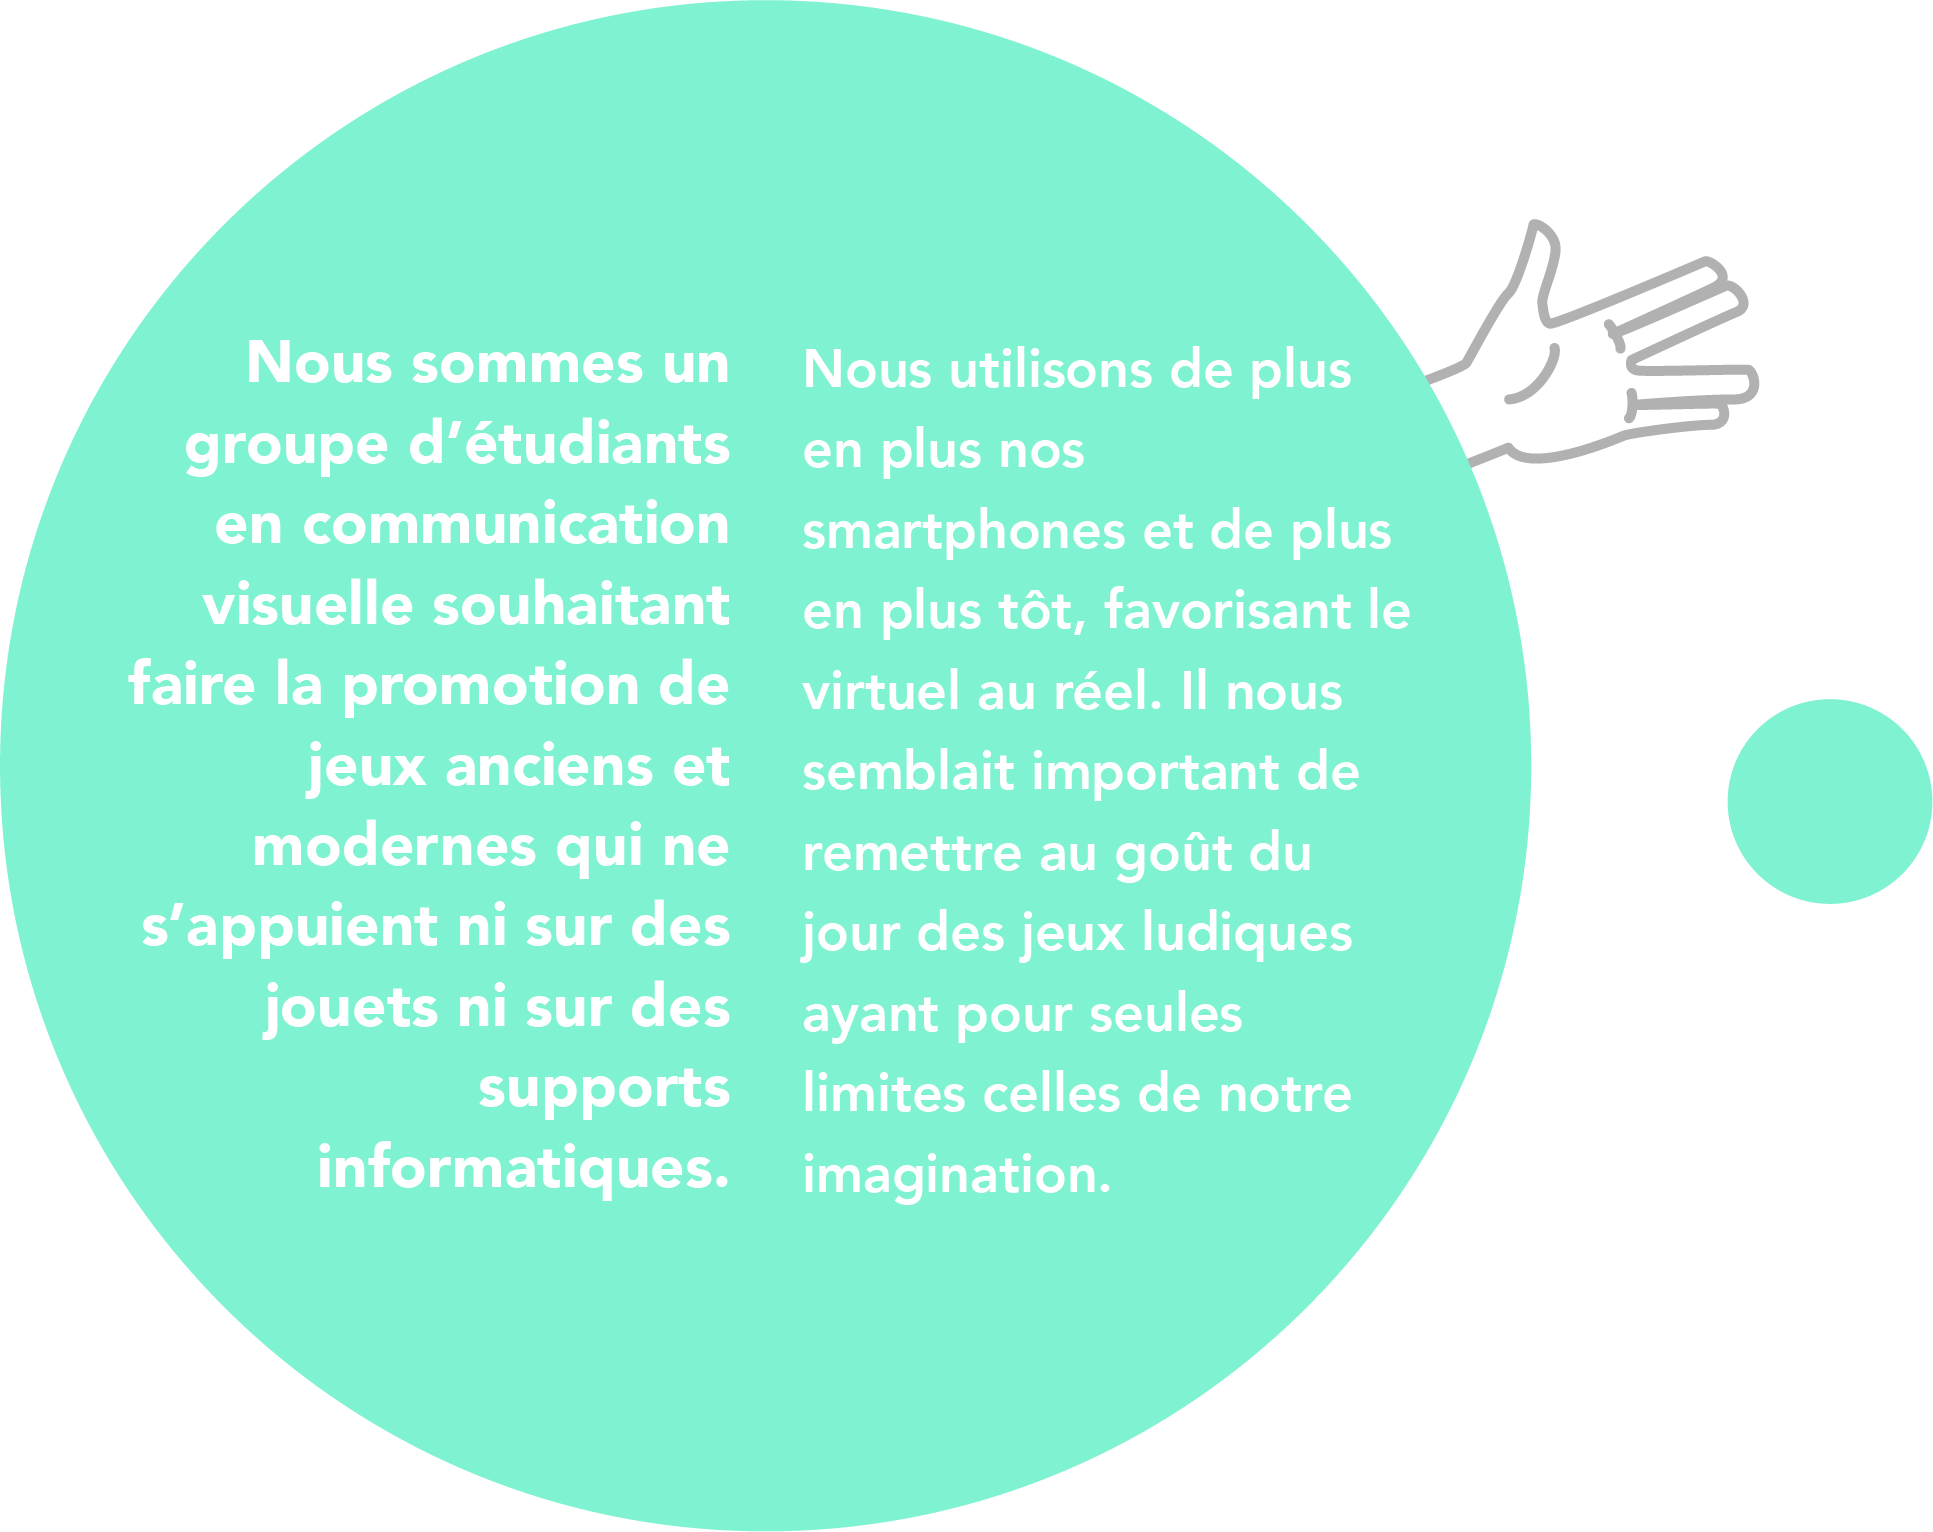 Nous sommes un
groupe d’étudiants
en communication
visuelle souhaitant
faire la promotion de
jeux anciens et
modernes qui ne
s’appuient ni sur des
jouets ni sur des
supports
informatiques.
Nous utilisons de plus
en plus nos
smartphones et de plus
en plus tôt, favorisant le
virtuel au réel. Il nous
semblait important de
remettre au goût du
jour des jeux ludiques
ayant pour seules
limites celles de notre
imagination.